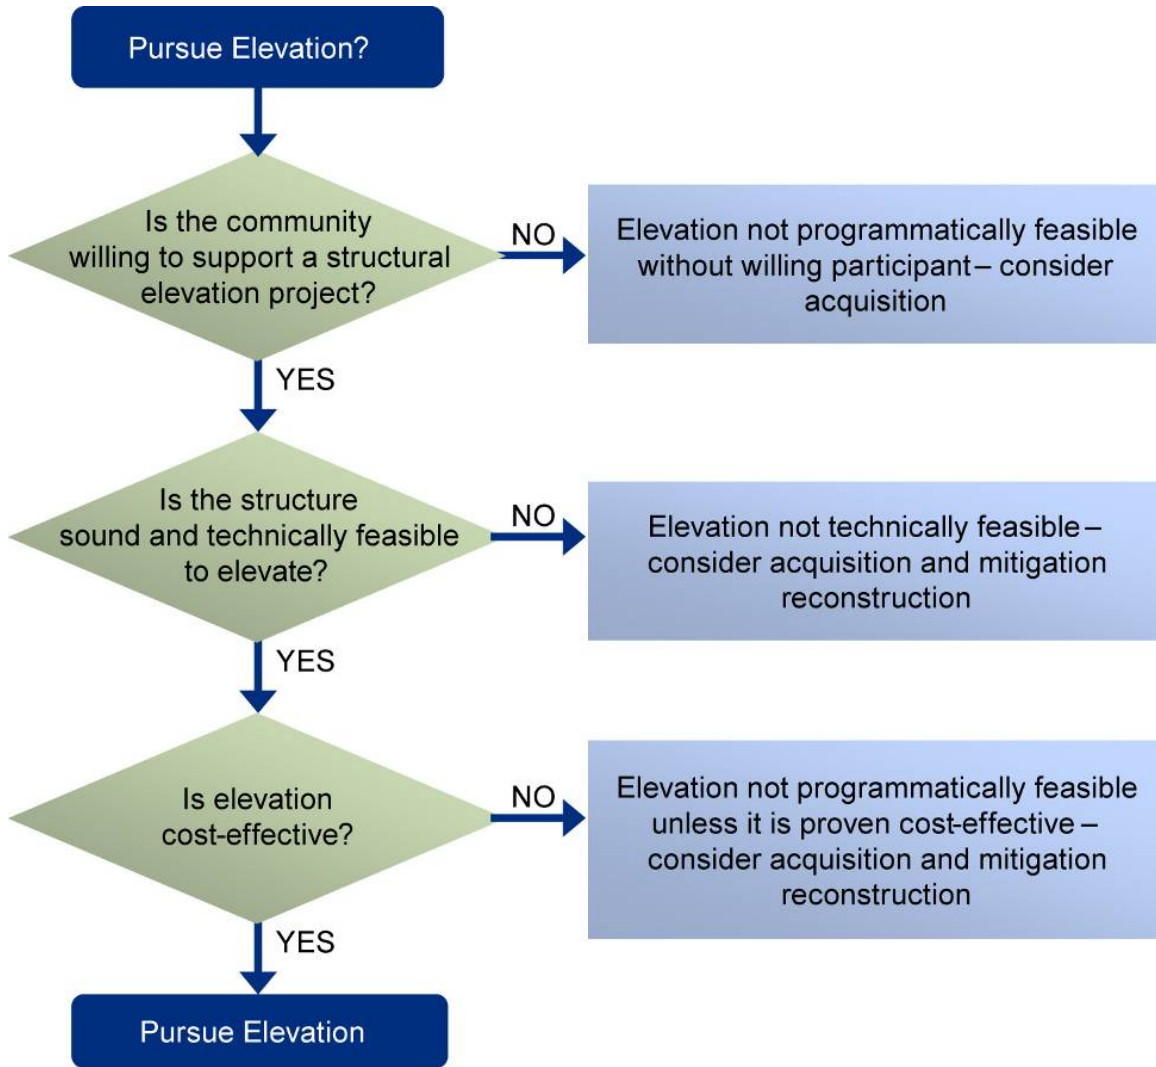 Pursue Elevation?
Is the community
willing to support a structural
elevation project?
NO
Elevation not programmatically feasible
without willing participant – consider
acquisition
YES
Is the structure
sound and technically feasible
to elevate?
NO
Elevation not technically feasible –
consider acquisition and mitigation
reconstruction
YES
Is elevation
cost-effective?
NO
Elevation not programmatically feasible
unless it is proven cost-effective –
consider acquisition and mitigation
reconstruction
YES
Pursue Elevation